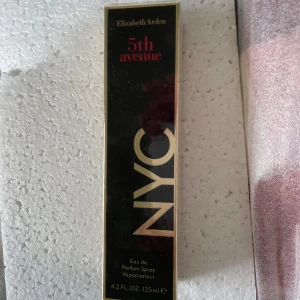 Elizabeth Arden
5th
avenue
NYC
Eau de
Parfum Spray
Vaporisateur
4.2 FL.OZ. 125 ml ℮